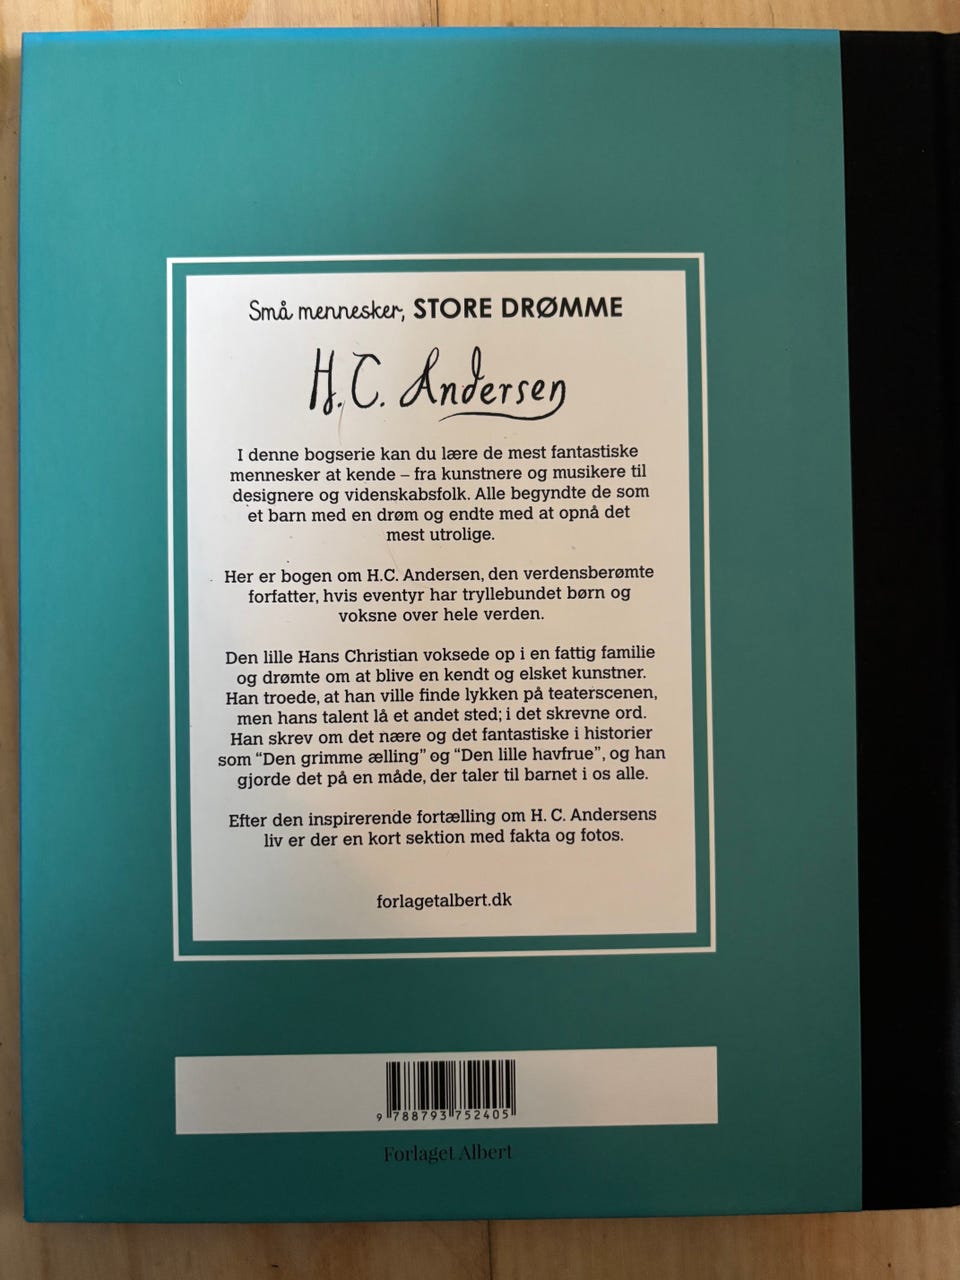 Små mennesker, STORE DRØMME
H.C. Andersen
I denne bogserie kan du lære de mest fantastiske
mennesker at kende – fra kunstnere og musikere til
designere og videnskabsfolk. Alle begyndte de som
et barn med en drøm og endte med at opnå det
mest utrolige.
Her er bogen om H.C. Andersen, den verdensberømte
forfatter, hvis eventyr har tryllebundet børn og
voksne over hele verden.
Den lille Hans Christian voksede op i en fattig familie
og drømte om at blive en kendt og elsket kunstner.
Han troede, at han ville finde lykken på teaterscenen,
men hans talent lå et andet sted; i det skrevne ord.
Han skrev om det nære og det fantastiske i historier
som “Den grimme ælling” og “Den lille havfrue”, og han
gjorde det på en måde, der taler til barnet i os alle.
Efter den inspirerende fortælling om H. C. Andersens
liv er der en kort sektion med fakta og fotos.
forlagetalbert.dk
9 788793 752405
Forlaget Albert